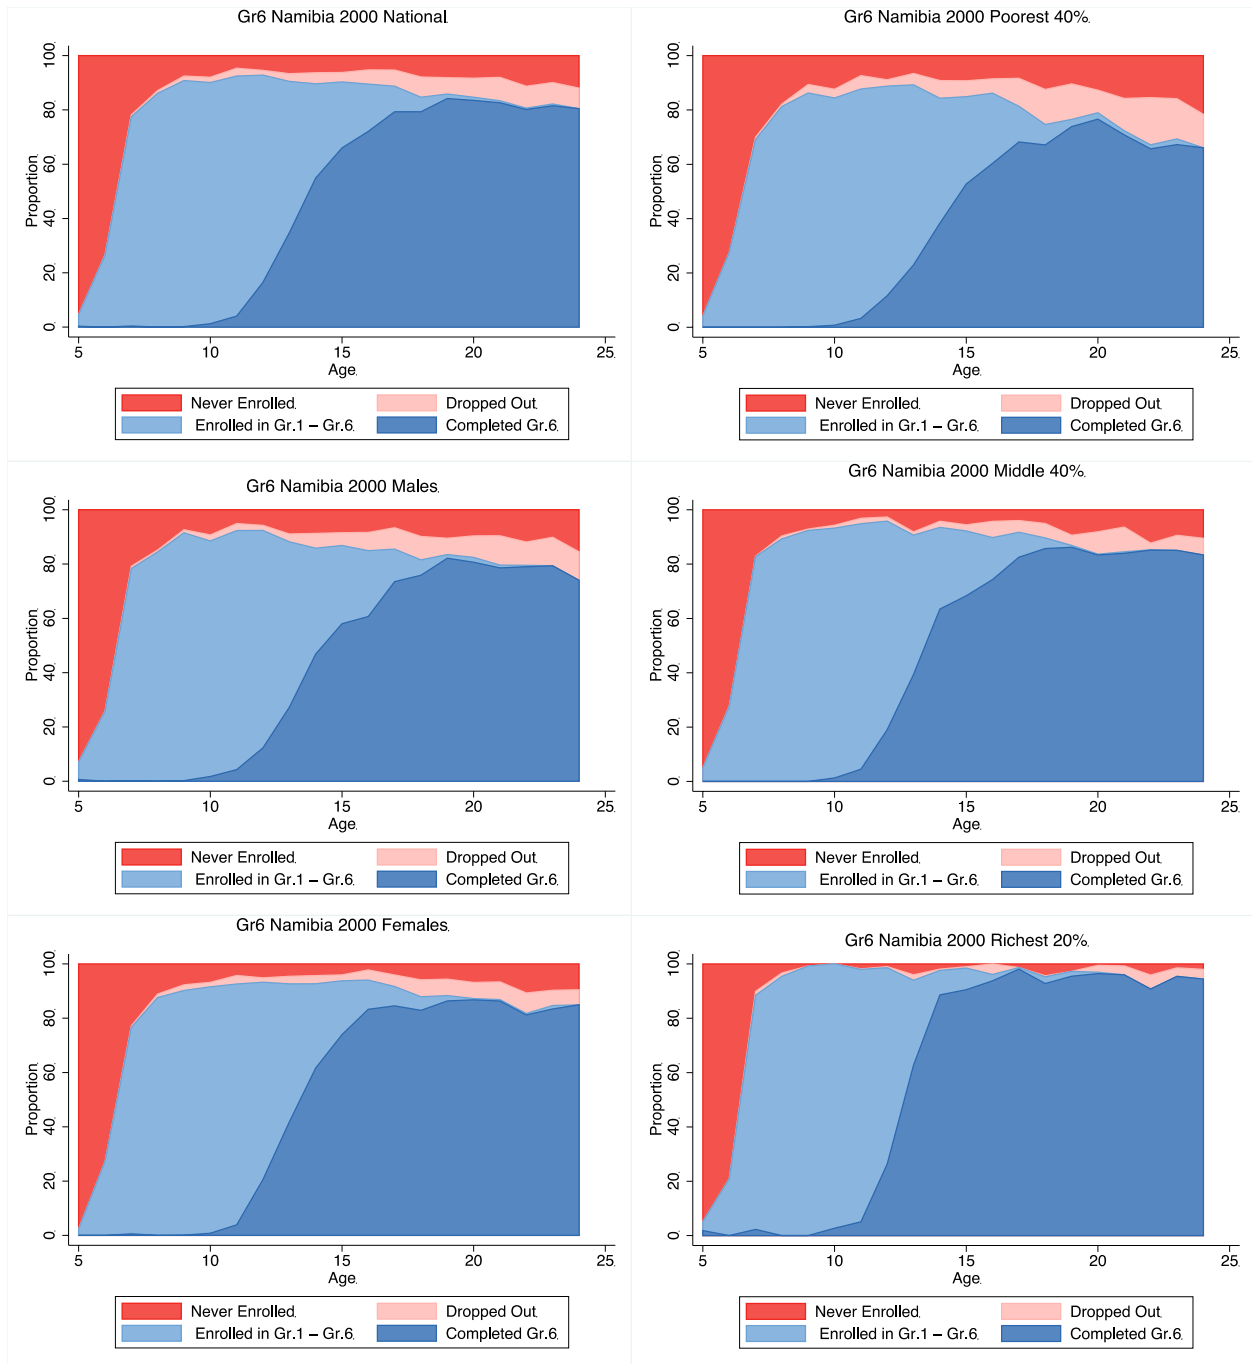 Gr6 Namibia 2000 National.
Proportion
0. 20. 40. 60. 80. 100.
5. 10. 15. 20. 25.
Age.
Never Enrolled. Dropped Out.
Enrolled in Gr.1 – Gr.6. Completed Gr.6.
Gr6 Namibia 2000 Poorest 40%.
Proportion
0. 20. 40. 60. 80. 100.
5. 10. 15. 20. 25.
Age.
Never Enrolled. Dropped Out.
Enrolled in Gr.1 – Gr.6. Completed Gr.6.
Gr6 Namibia 2000 Males.
Proportion
0. 20. 40. 60. 80. 100.
5. 10. 15. 20. 25.
Age.
Never Enrolled. Dropped Out.
Enrolled in Gr.1 – Gr.6. Completed Gr.6.
Gr6 Namibia 2000 Middle 40%.
Proportion
0. 20. 40. 60. 80. 100.
5. 10. 15. 20. 25.
Age.
Never Enrolled. Dropped Out.
Enrolled in Gr.1 – Gr.6. Completed Gr.6.
Gr6 Namibia 2000 Females.
Proportion
0. 20. 40. 60. 80. 100.
5. 10. 15. 20. 25.
Age.
Never Enrolled. Dropped Out.
Enrolled in Gr.1 – Gr.6. Completed Gr.6.
Gr6 Namibia 2000 Richest 20%.
Proportion
0. 20. 40. 60. 80. 100.
5. 10. 15. 20. 25.
Age.
Never Enrolled. Dropped Out.
Enrolled in Gr.1 – Gr.6. Completed Gr.6.